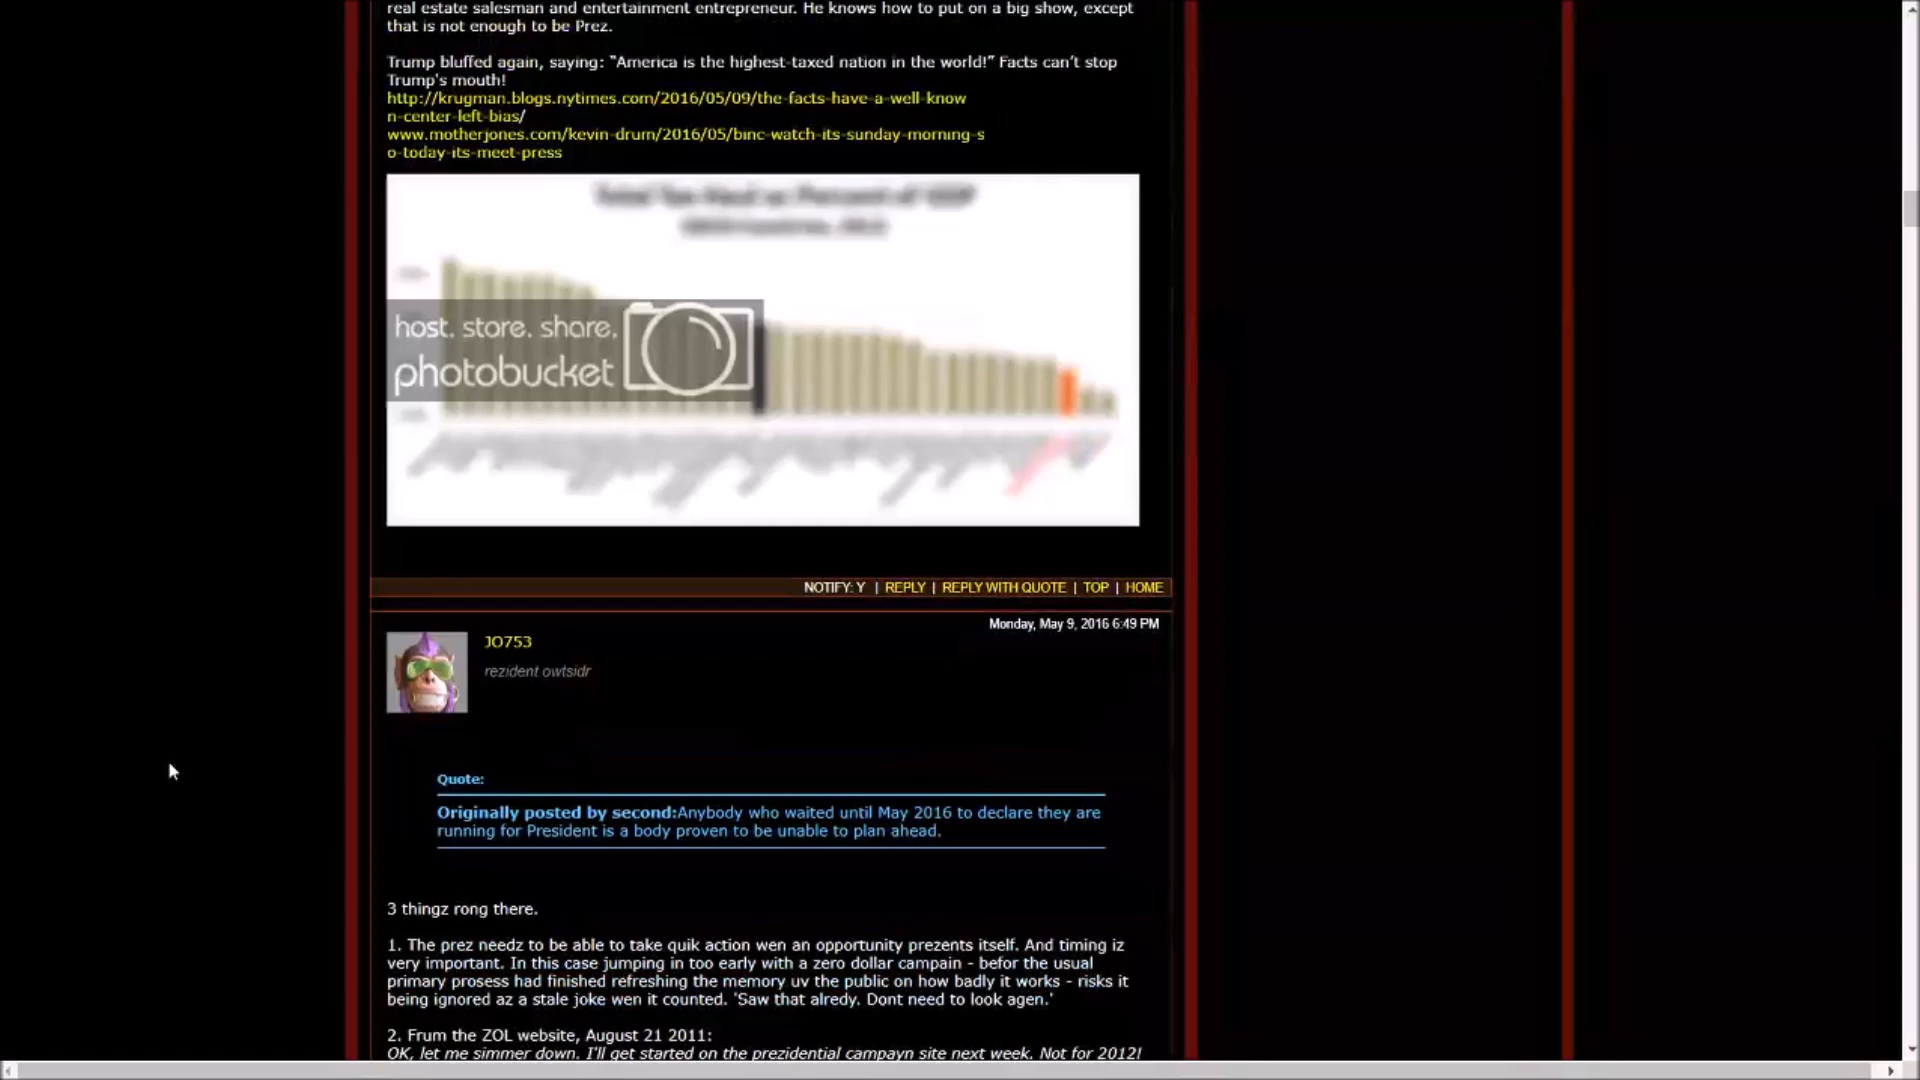 real estate salesman and entertainment entrepreneur. He knows how to put on a big show, except
that is not enough to be Prez.
Trump bluffed again, saying: “America is the highest-taxed nation in the world!” Facts can’t stop
Trump's mouth!
http://krugman.blogs.nytimes.com/2016/05/09/the-facts-have-a-well-know
n-center-left-bias/
www.motherjones.com/kevin-drum/2016/05/binc-watch-its-sunday-morning-s
o-today-its-meet-press
Total Tax Haul as Percent of GDP
host. store. share.
photobucket
NOTIFY: Y | REPLY | REPLY WITH QUOTE | TOP | HOME
Monday, May 9, 2016 6:49 PM
JO753
rezident owtsidr
Quote:
Originally posted by second:Anybody who waited until May 2016 to declare they are
running for President is a body proven to be unable to plan ahead.
3 thingz rong there.
1. The prez needz to be able to take quik action wen an opportunity prezents itself. And timing iz
very important. In this case jumping in too early with a zero dollar campain - befor the usual
primary prosess had finished refreshing the memory uv the public on how badly it works - risks it
being ignored az a stale joke wen it counted. 'Saw that alredy. Dont need to look agen.'
2. Frum the ZOL website, August 21 2011:
OK, let me simmer down. I'll get started on the prezidential campayn site next week. Not for 2012!